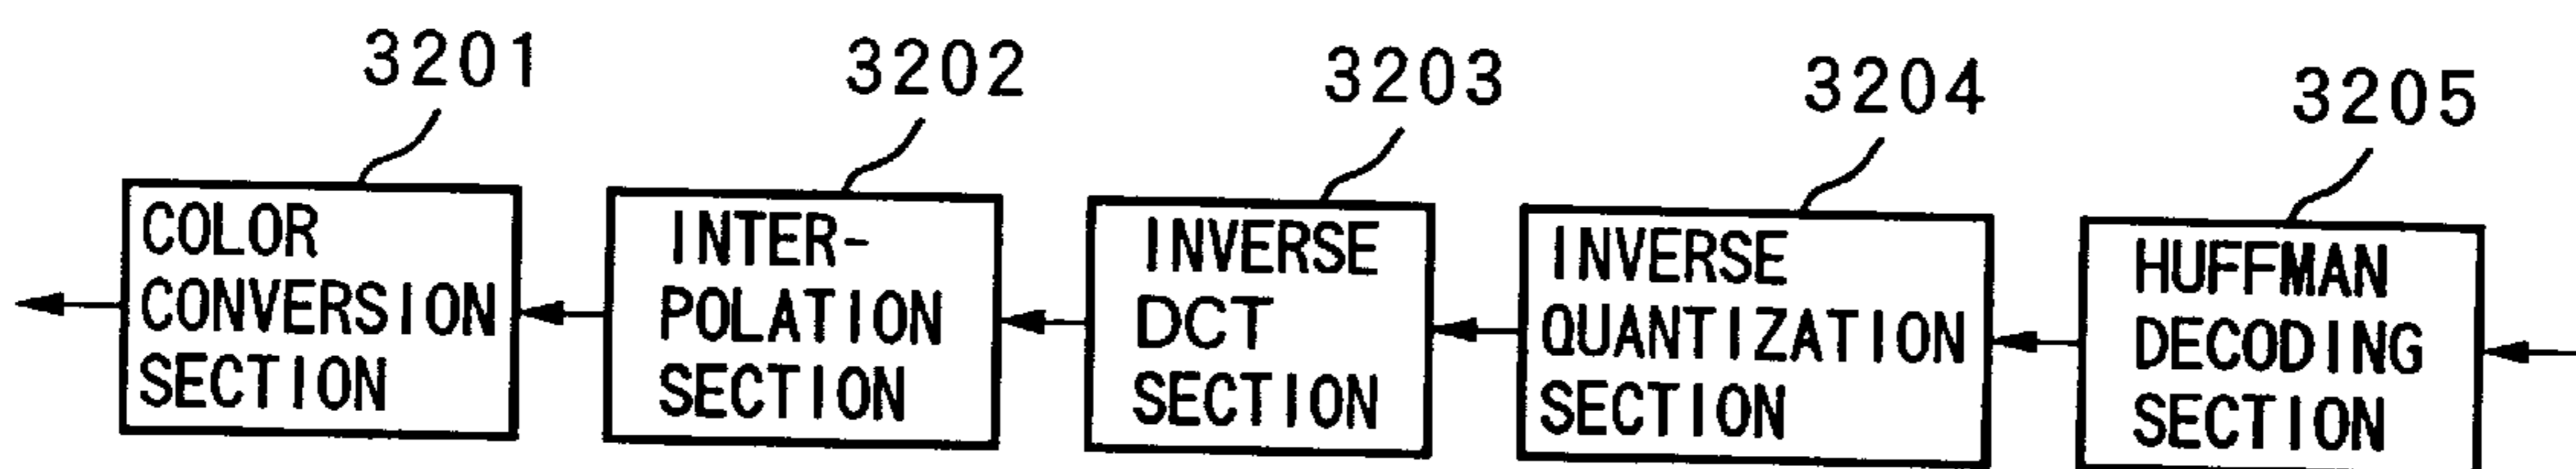 3201
3202
3203
3204
3205
COLOR
CONVERSION
SECTION
INTER-
POLATION
SECTION
INVERSE
DCT
SECTION
INVERSE
QUANTIZATION
SECTION
HUFFMAN
DECODING
SECTION